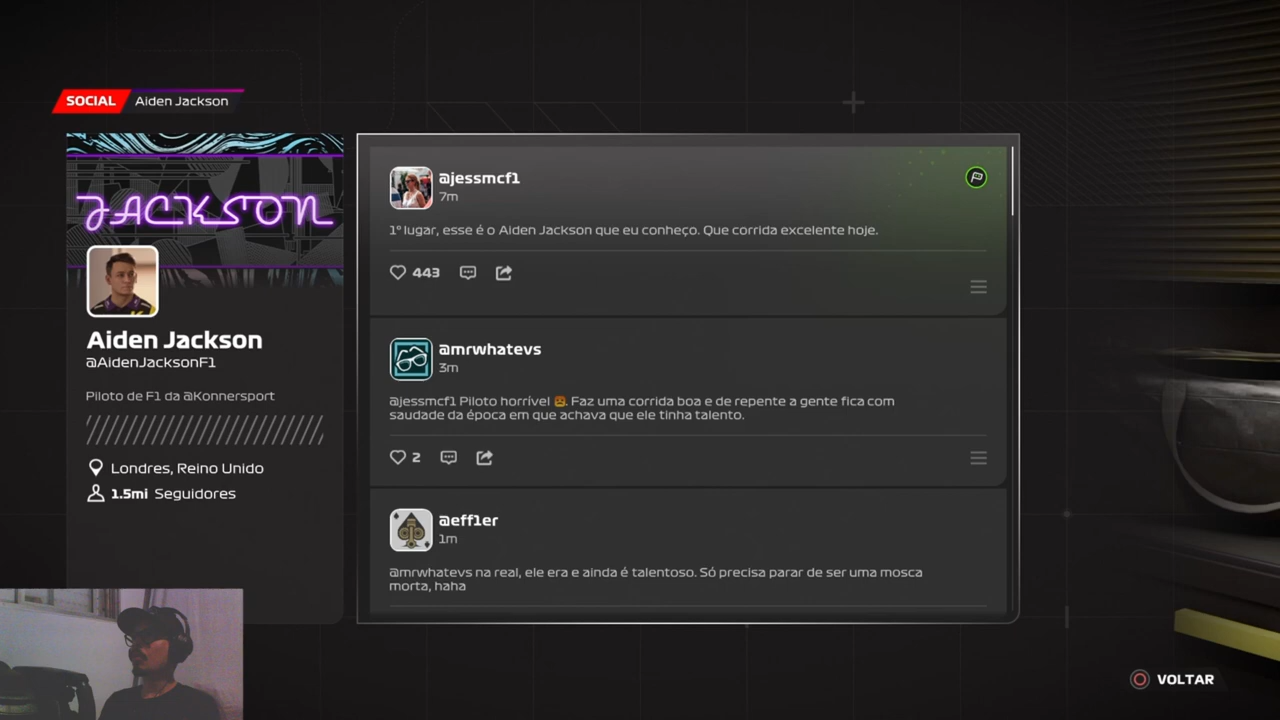 SOCIAL Aiden Jackson
JACKSON
Aiden Jackson
@AidenJacksonF1
Piloto de F1 da @Konnersport
Londres, Reino Unido
1.5mi Seguidores
@jessmcf1
7m
1º lugar, esse é o Aiden Jackson que eu conheço. Que corrida excelente hoje.
443
@mrwhatevs
3m
@jessmcf1 Piloto horrível 😡. Faz uma corrida boa e de repente a gente fica com
saudade da época em que achava que ele tinha talento.
2
@eff1er
1m
@mrwhatevs na real, ele era e ainda é talentoso. Só precisa parar de ser uma mosca
morta, haha
VOLTAR